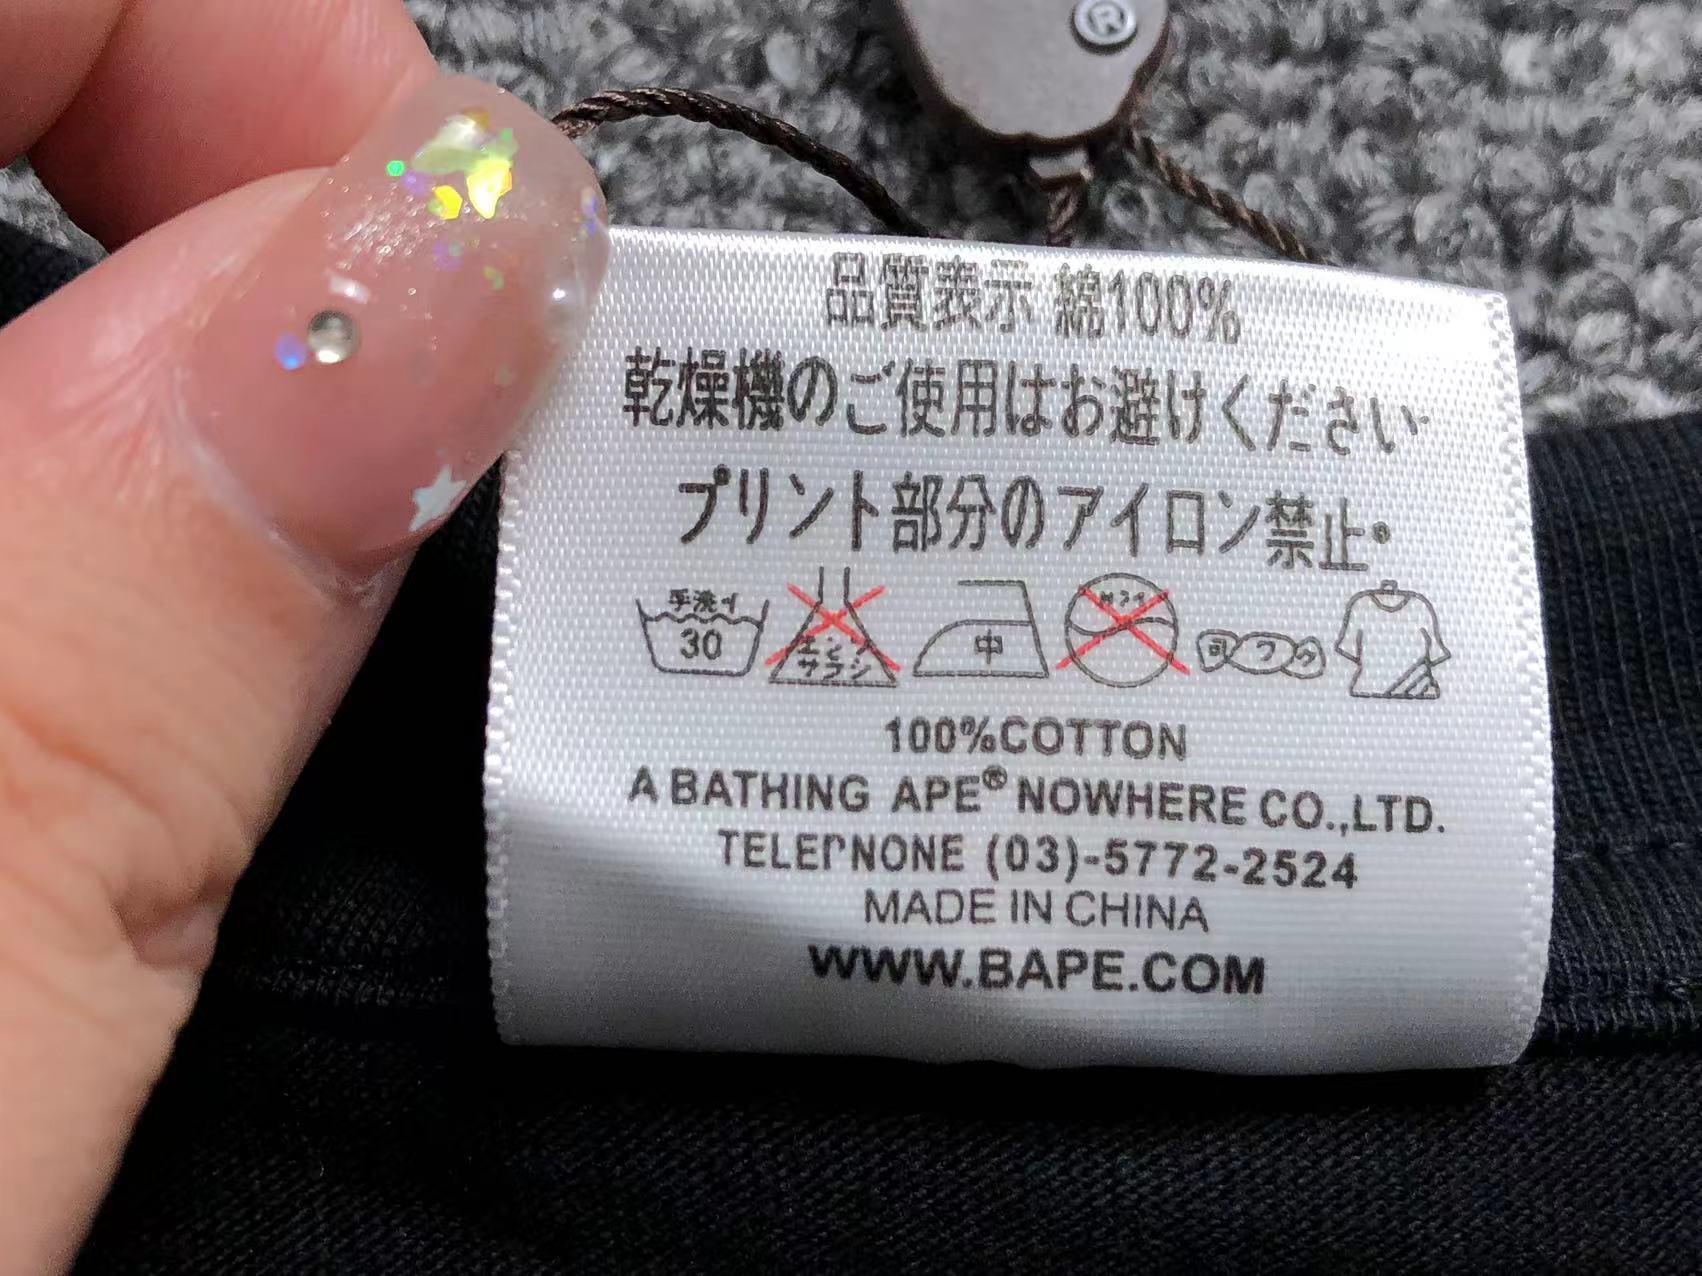 ®
品質表示 綿100%
乾燥機のご使用はお避けください
プリント部分のアイロン禁止。
手洗イ
30
サラシ
中
100%COTTON
A BATHING APE® NOWHERE CO.,LTD.
TELEPNONE (03)-5772-2524
MADE IN CHINA
WWW.BAPE.COM